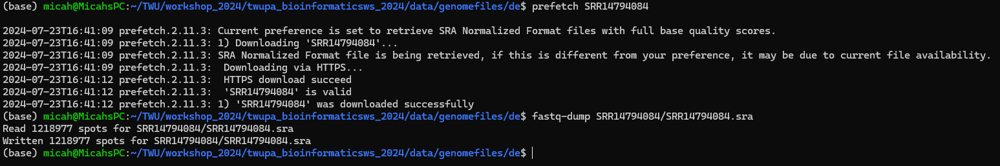 (base) micah@MicahsPC:~/TWU/workshop_2024/twupa_bioinformaticsws_2024/data/genomefiles/de$ prefetch SRR14794084
2024-07-23T16:41:09 prefetch.2.11.3: Current preference is set to retrieve SRA Normalized Format files with full base quality scores.
2024-07-23T16:41:09 prefetch.2.11.3: 1) Downloading 'SRR14794084'...
2024-07-23T16:41:09 prefetch.2.11.3: SRA Normalized Format file is being retrieved, if this is different from your preference, it may be due to current file availability.
2024-07-23T16:41:09 prefetch.2.11.3:  Downloading via HTTPS...
2024-07-23T16:41:12 prefetch.2.11.3:  HTTPS download succeed
2024-07-23T16:41:12 prefetch.2.11.3:  'SRR14794084' is valid
2024-07-23T16:41:12 prefetch.2.11.3: 1) 'SRR14794084' was downloaded successfully
(base) micah@MicahsPC:~/TWU/workshop_2024/twupa_bioinformaticsws_2024/data/genomefiles/de$ fastq-dump SRR14794084/SRR14794084.sra
Read 1218977 spots for SRR14794084/SRR14794084.sra
Written 1218977 spots for SRR14794084/SRR14794084.sra
(base) micah@MicahsPC:~/TWU/workshop_2024/twupa_bioinformaticsws_2024/data/genomefiles/de$